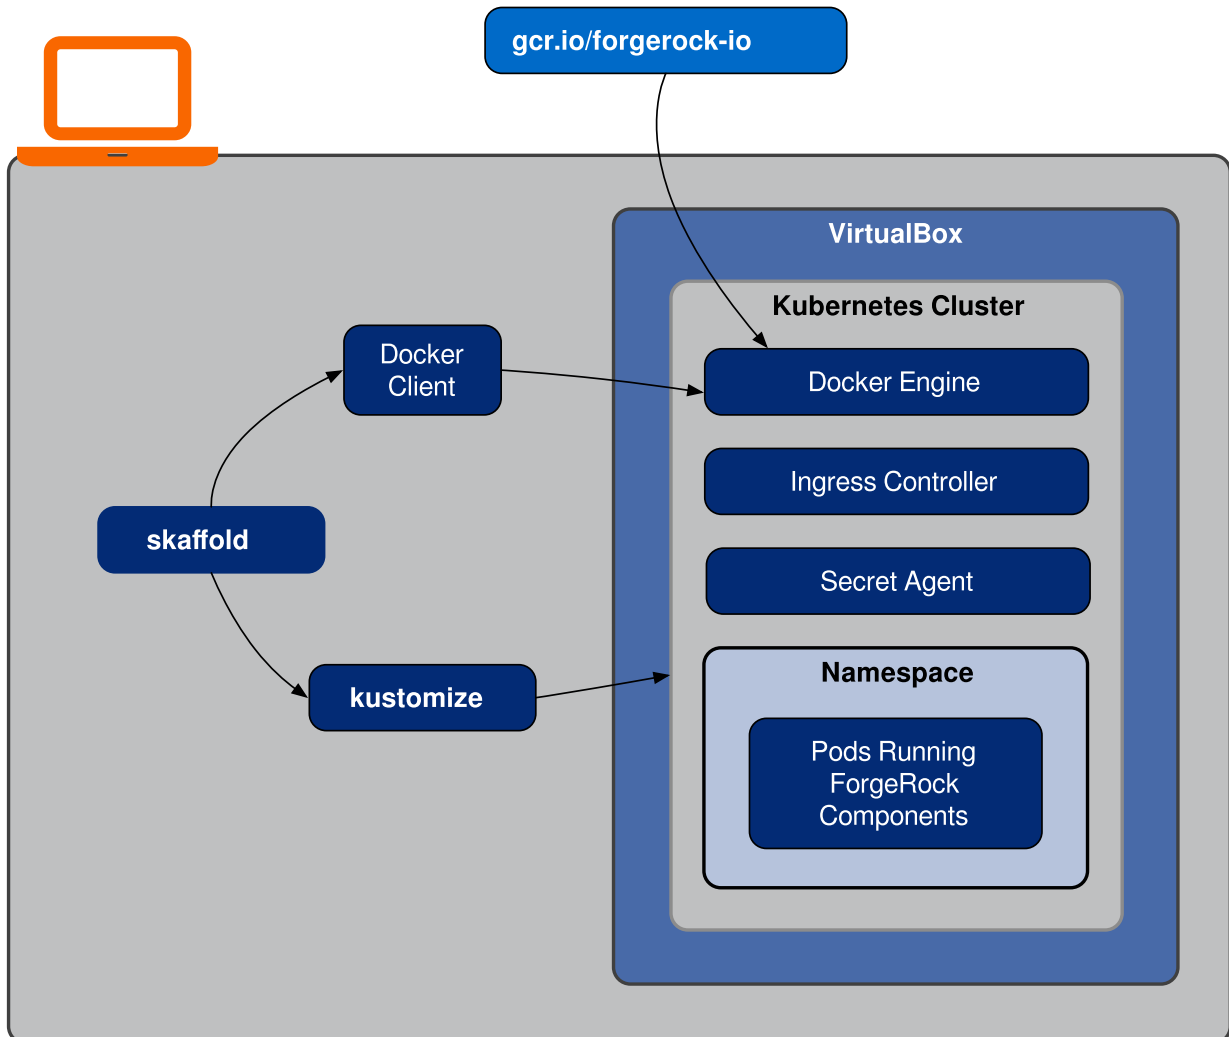 gcr.io/forgerock-io
VirtualBox
Kubernetes Cluster
Docker
Client
Docker Engine
Ingress Controller
skaffold
Secret Agent
kustomize
Namespace
Pods Running
ForgeRock
Components